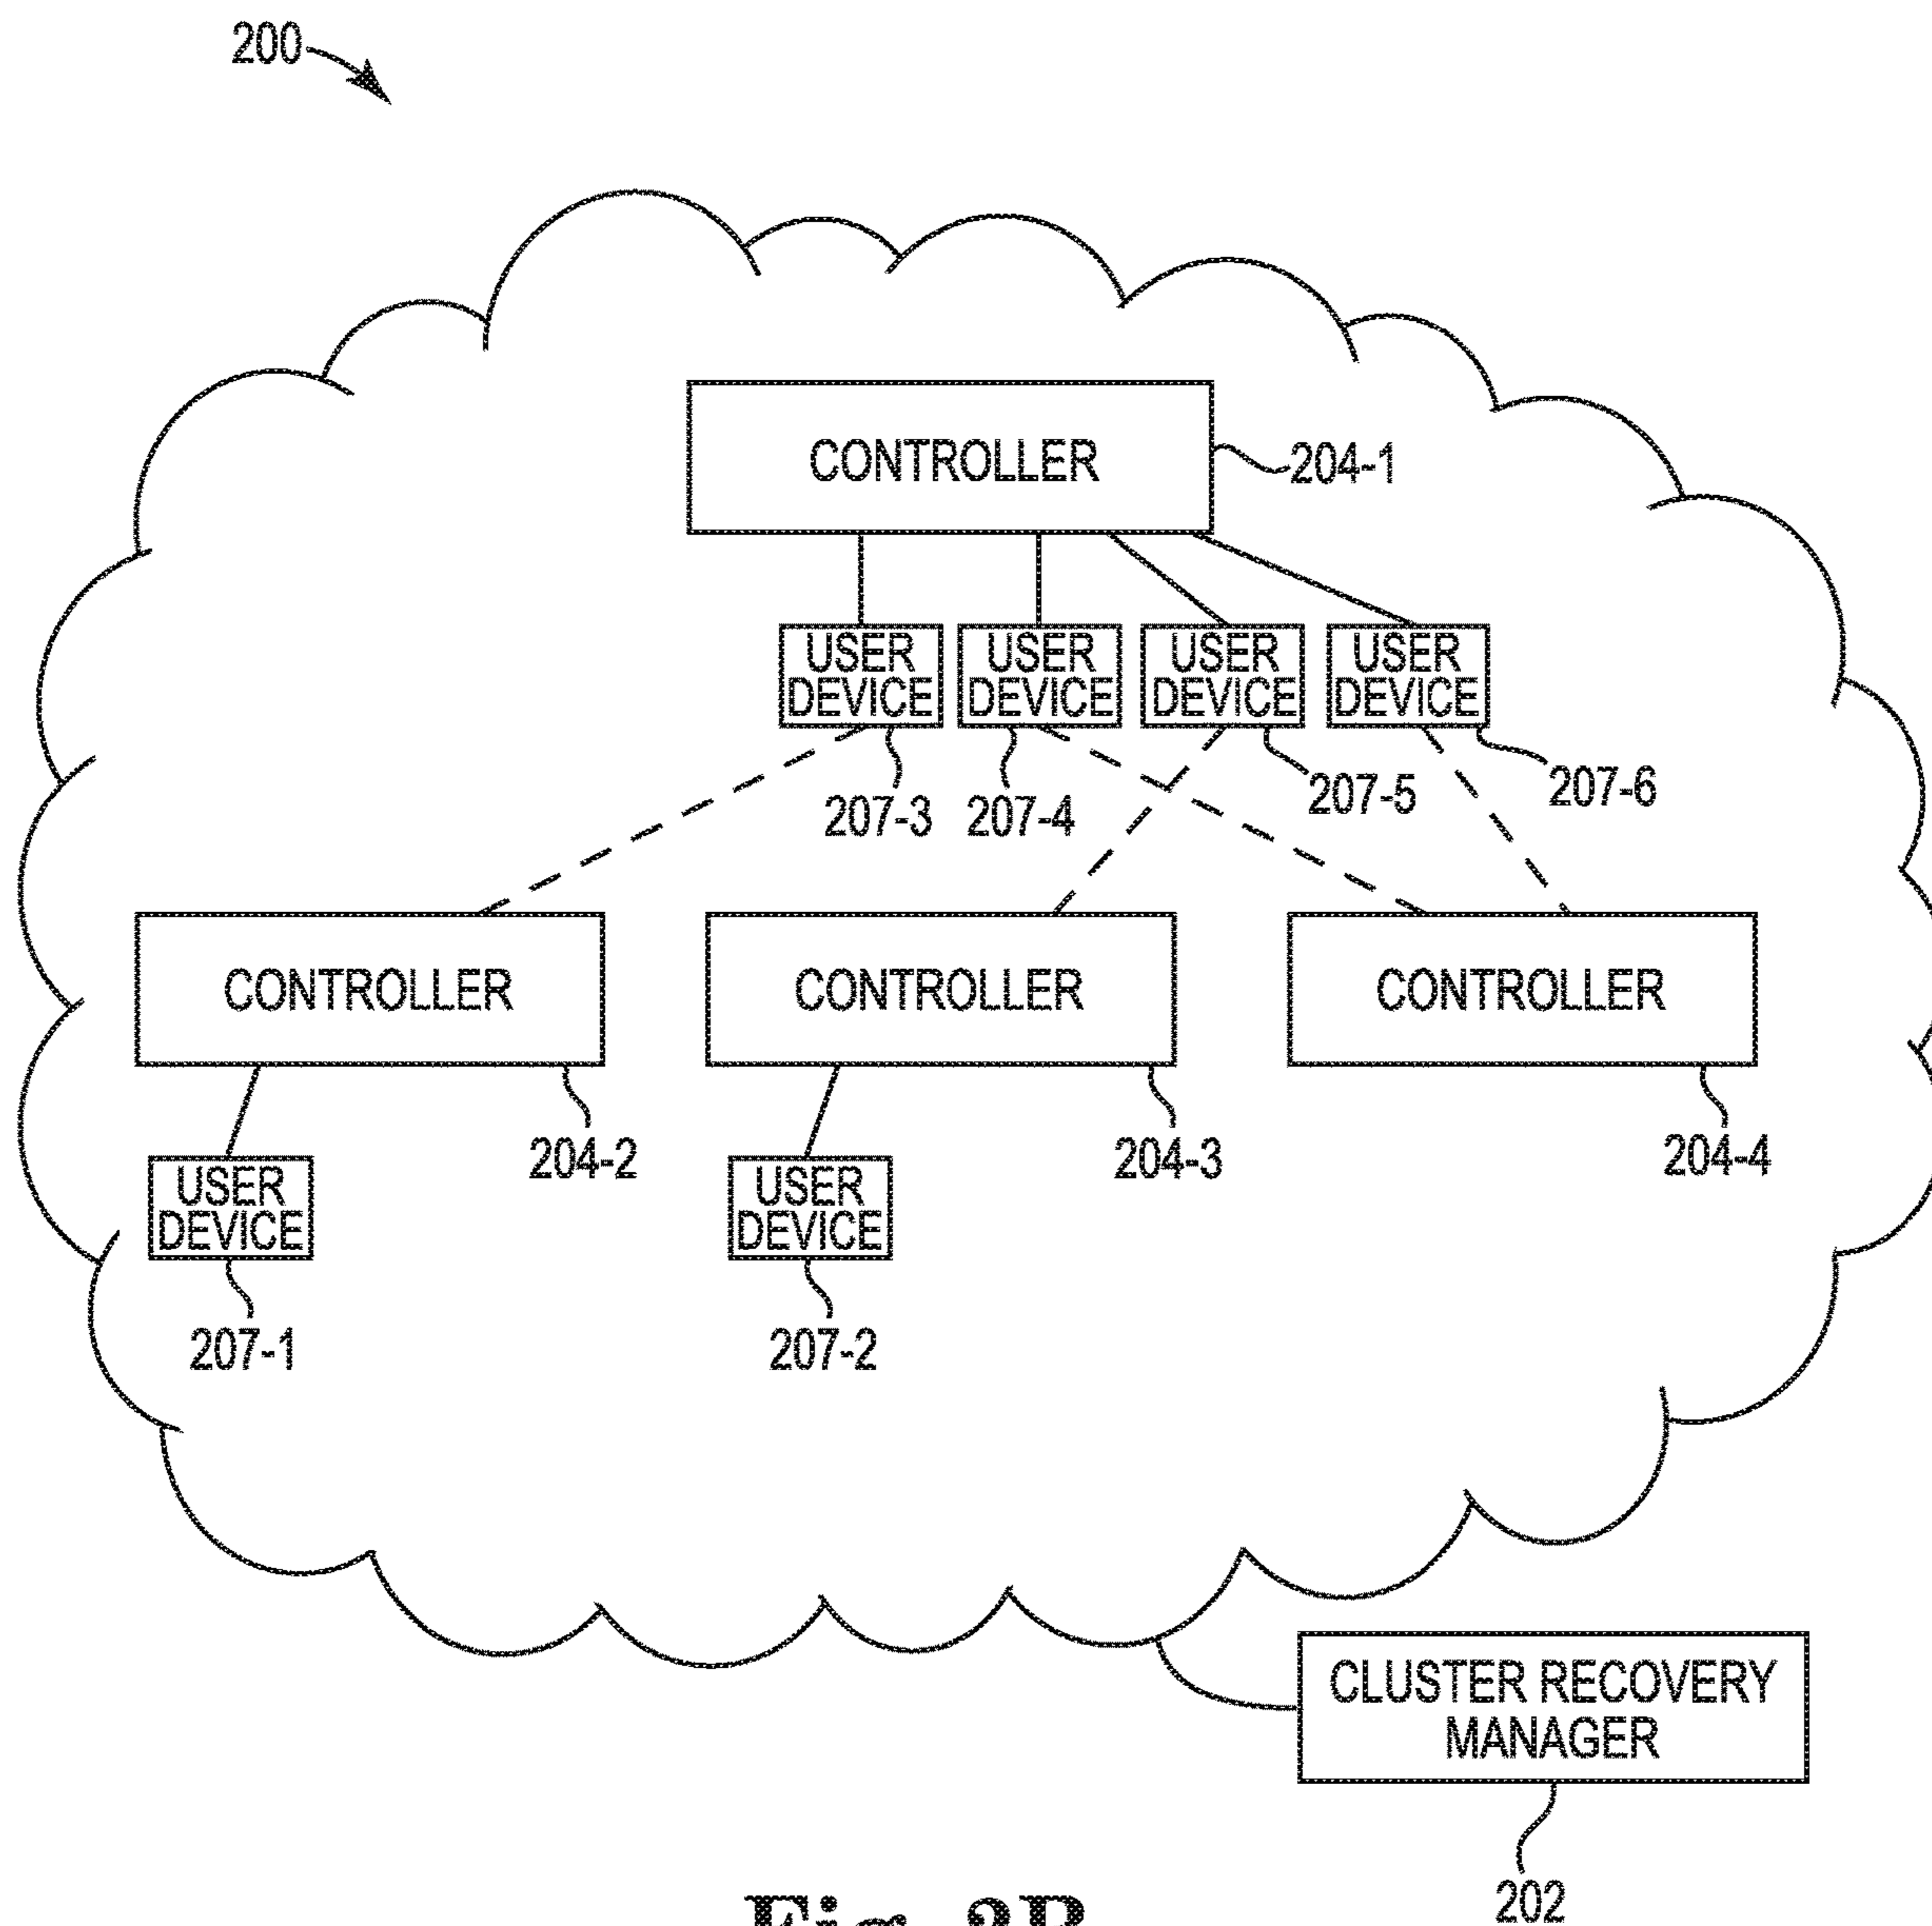 200
CONTROLLER
204-1
USER
DEVICE
USER
DEVICE
USER
DEVICE
USER
DEVICE
207-3
207-4
207-5
207-6
CONTROLLER
CONTROLLER
CONTROLLER
204-2
204-3
204-4
USER
DEVICE
USER
DEVICE
207-1
207-2
CLUSTER RECOVERY
MANAGER
202
Fig. 2B